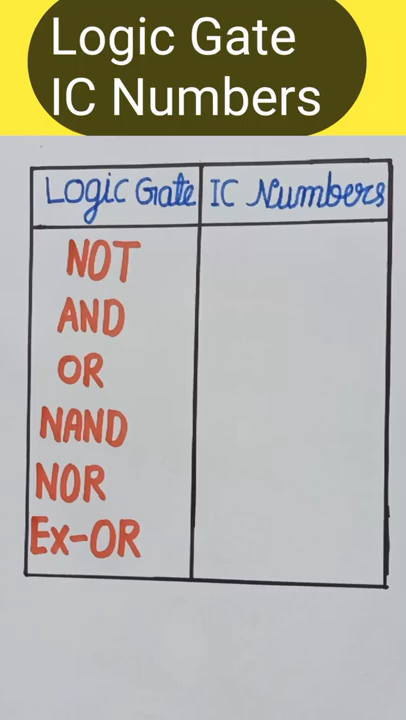 Logic Gate
IC Numbers
Logic Gate IC Numbers
NOT
AND
OR
NAND
NOR
Ex-OR